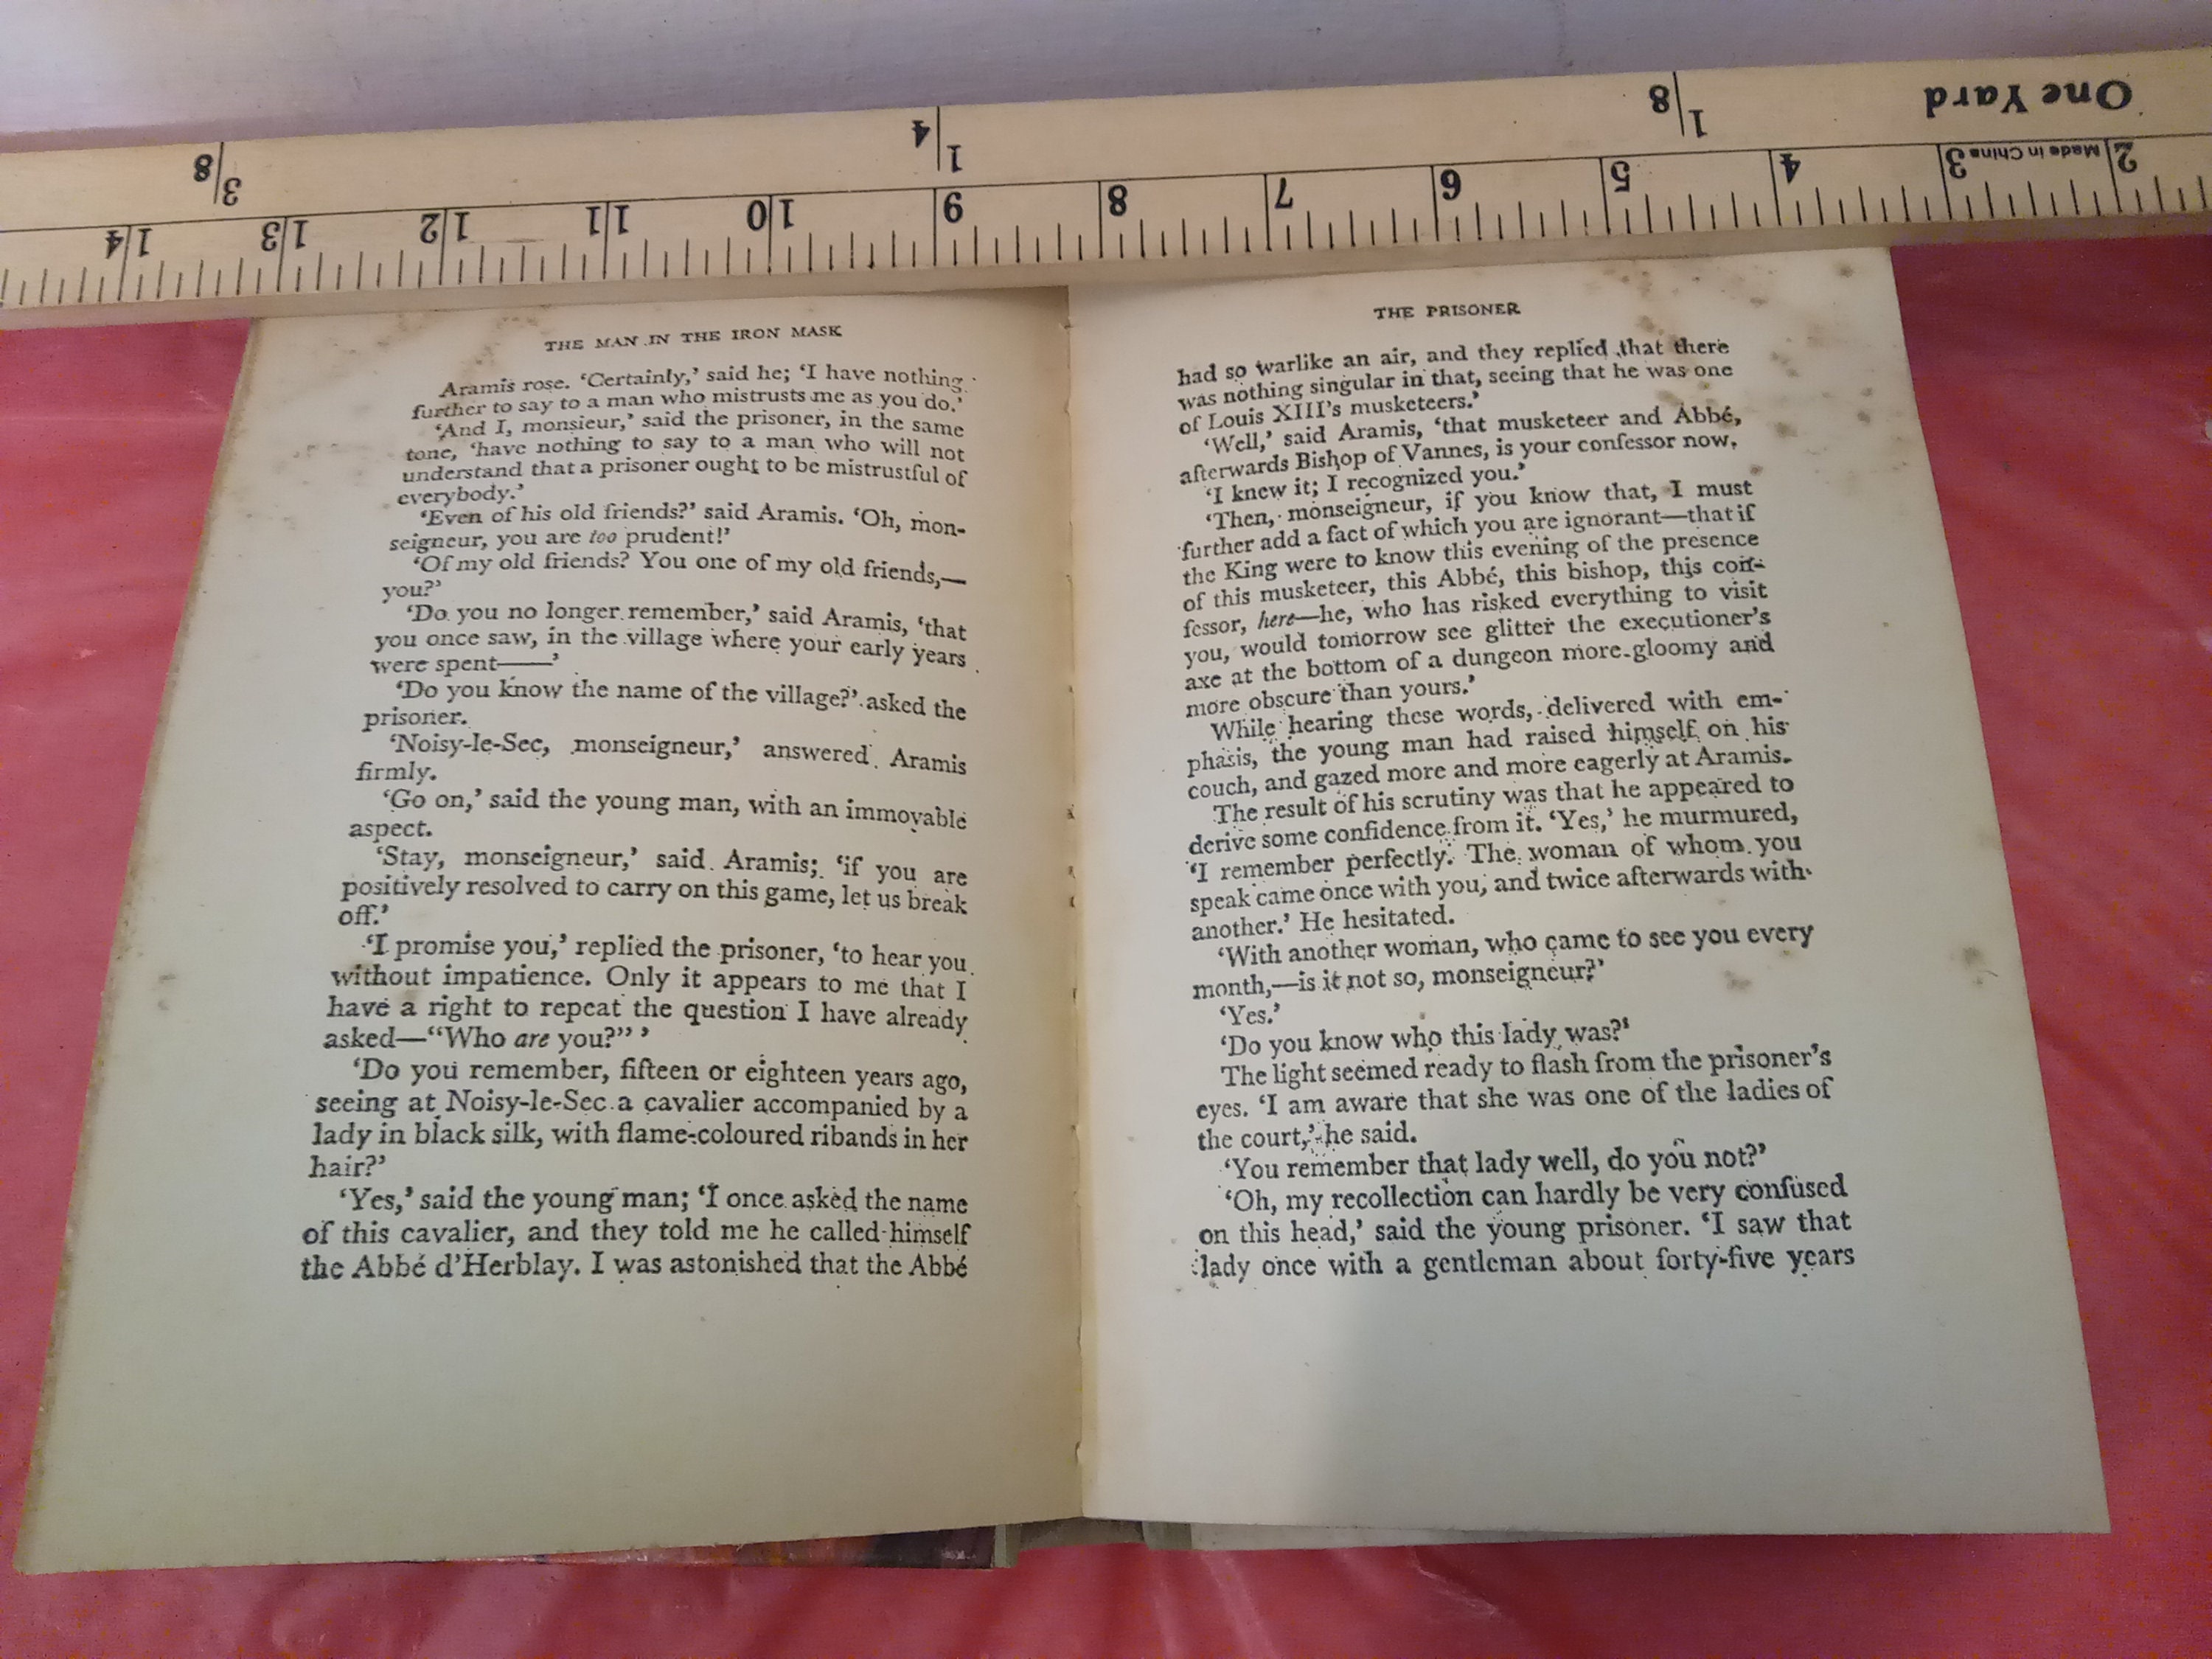 One Yard
Made in China
1/8
1/4
3/8
2
3
4
5
6
7
8
9
10
11
12
13
14
THE MAN IN THE IRON MASK
Aramis rose. ‘Certainly,’ said he; ‘I have nothing
further to say to a man who mistrusts me as you do.’
‘And I, monsieur,’ said the prisoner, in the same
tone, ‘have nothing to say to a man who will not
understand that a prisoner ought to be mistrustful of
everybody.’
‘Even of his old friends?’ said Aramis. ‘Oh, mon-
seigneur, you are too prudent!’
‘Of my old friends? You one of my old friends,—
you?’
‘Do you no longer remember,’ said Aramis, ‘that
you once saw, in the village where your early years
were spent——’
‘Do you know the name of the village?’ asked the
prisoner.
‘Noisy-le-Sec, monseigneur,’ answered Aramis
firmly.
‘Go on,’ said the young man, with an immovable
aspect.
‘Stay, monseigneur,’ said Aramis; ‘if you are
positively resolved to carry on this game, let us break
off.’
‘I promise you,’ replied the prisoner, ‘to hear you
without impatience. Only it appears to me that I
have a right to repeat the question I have already
asked—“Who are you?” ’
‘Do you remember, fifteen or eighteen years ago,
seeing at Noisy-le-Sec a cavalier accompanied by a
lady in black silk, with flame-coloured ribands in her
hair?’
‘Yes,’ said the young man; ‘I once asked the name
of this cavalier, and they told me he called himself
the Abbé d’Herblay. I was astonished that the Abbé
THE PRISONER
had so warlike an air, and they replied that there
was nothing singular in that, seeing that he was one
of Louis XIII’s musketeers.’
‘Well,’ said Aramis, ‘that musketeer and Abbé,
afterwards Bishop of Vannes, is your confessor now.
‘I knew it; I recognized you.’
‘Then, monseigneur, if you know that, I must
further add a fact of which you are ignorant—that if
the King were to know this evening of the presence
of this musketeer, this Abbé, this bishop, this con-
fessor, here—he, who has risked everything to visit
you, would tomorrow see glitter the executioner’s
axe at the bottom of a dungeon more gloomy and
more obscure than yours.’
While hearing these words, delivered with em-
phasis, the young man had raised himself on his
couch, and gazed more and more eagerly at Aramis.
The result of his scrutiny was that he appeared to
derive some confidence from it. ‘Yes,’ he murmured,
‘I remember perfectly. The woman of whom you
speak came once with you, and twice afterwards with
another.’ He hesitated.
‘With another woman, who came to see you every
month,—is it not so, monseigneur?’
‘Yes.’
‘Do you know who this lady was?’
The light seemed ready to flash from the prisoner’s
eyes. ‘I am aware that she was one of the ladies of
the court,’ he said.
‘You remember that lady well, do you not?’
‘Oh, my recollection can hardly be very confused
on this head,’ said the young prisoner. ‘I saw that
lady once with a gentleman about forty-five years